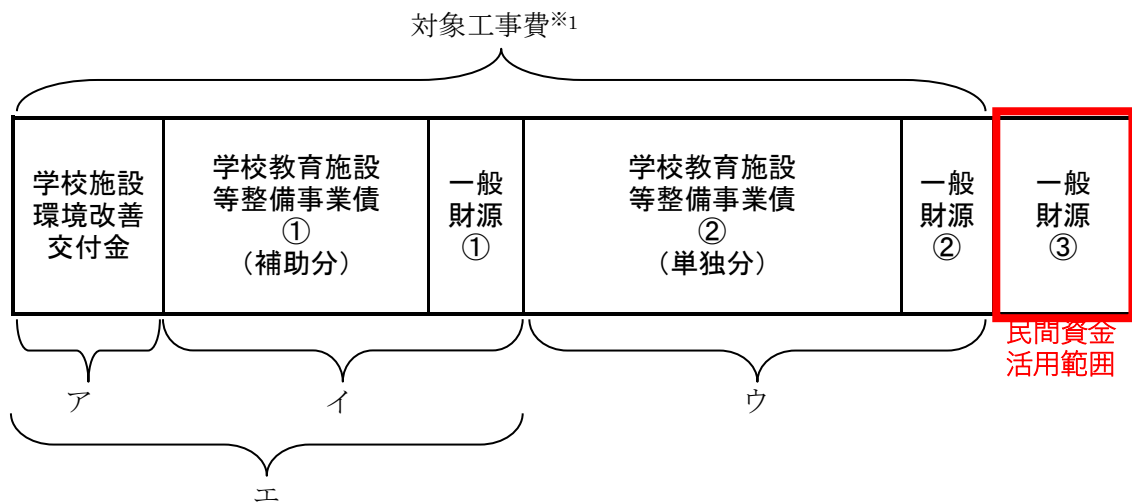 対象工事費※1
学校施設
環境改善
交付金
学校教育施設
等整備事業債
①
（補助分）
一般
財源
①
学校教育施設
等整備事業債
②
（単独分）
一般
財源
②
一般
財源
③
民間資金
活用範囲
ア
イ
ウ
エ